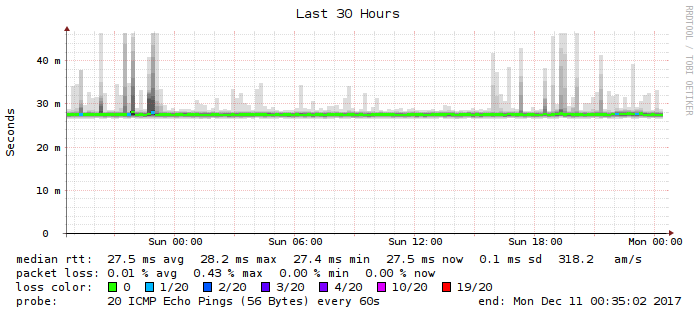 Last 30 Hours
RRDTOOL / TOBI OETIKER
Seconds
40 m
30 m
20 m
10 m
0
Sun 00:00 Sun 06:00 Sun 12:00 Sun 18:00 Mon 00:00
median rtt: 27.5 ms avg 28.2 ms max 27.4 ms min 27.5 ms now 0.1 ms sd 318.2 am/s
packet loss: 0.01 % avg 0.43 % max 0.00 % min 0.00 % now
loss color: 0 1/20 2/20 3/20 4/20 10/20 19/20
probe: 20 ICMP Echo Pings (56 Bytes) every 60s end: Mon Dec 11 00:35:02 2017